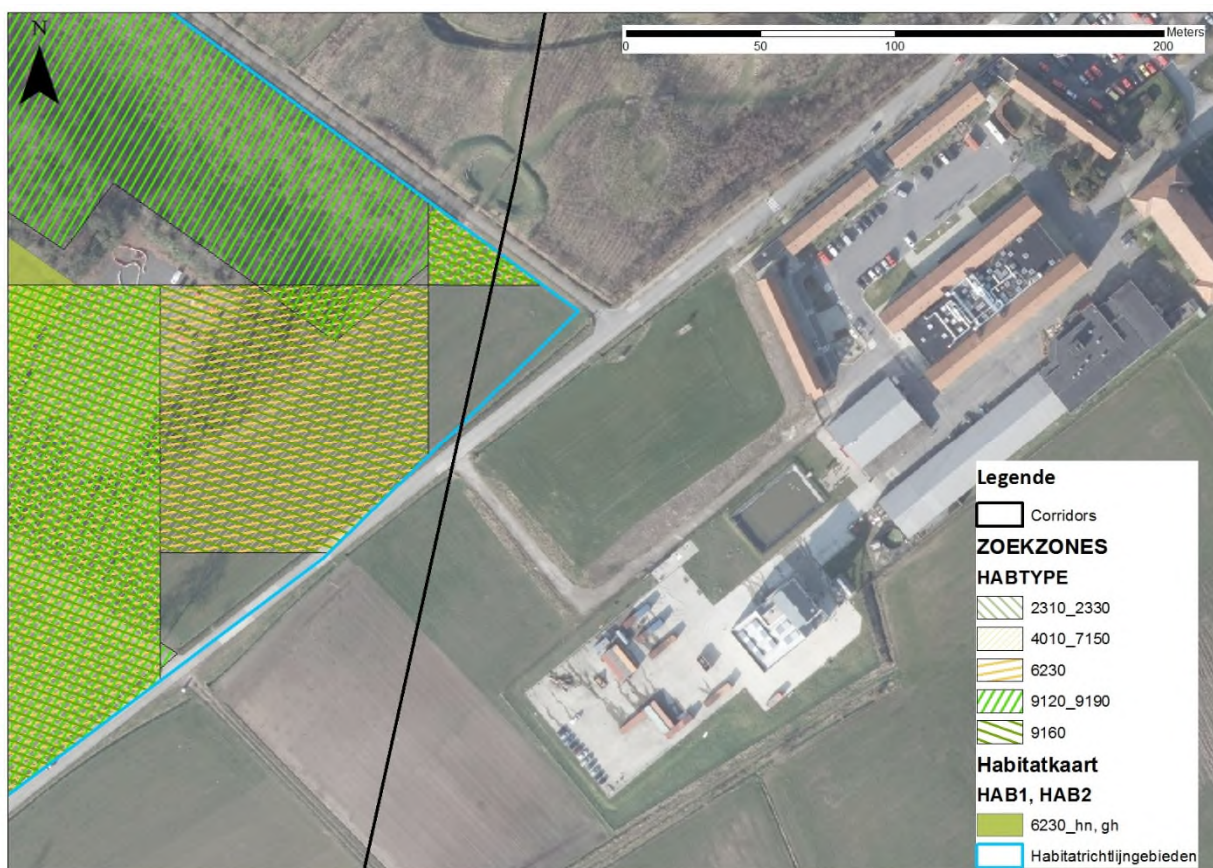 N
Meters
0 50 100 200
Legende
Corridors
ZOEKZONES
HABTYPE
2310_2330
4010_7150
6230
9120_9190
9160
Habitatkaart
HAB1, HAB2
6230_hn, gh
Habitatrichtlijngebieden